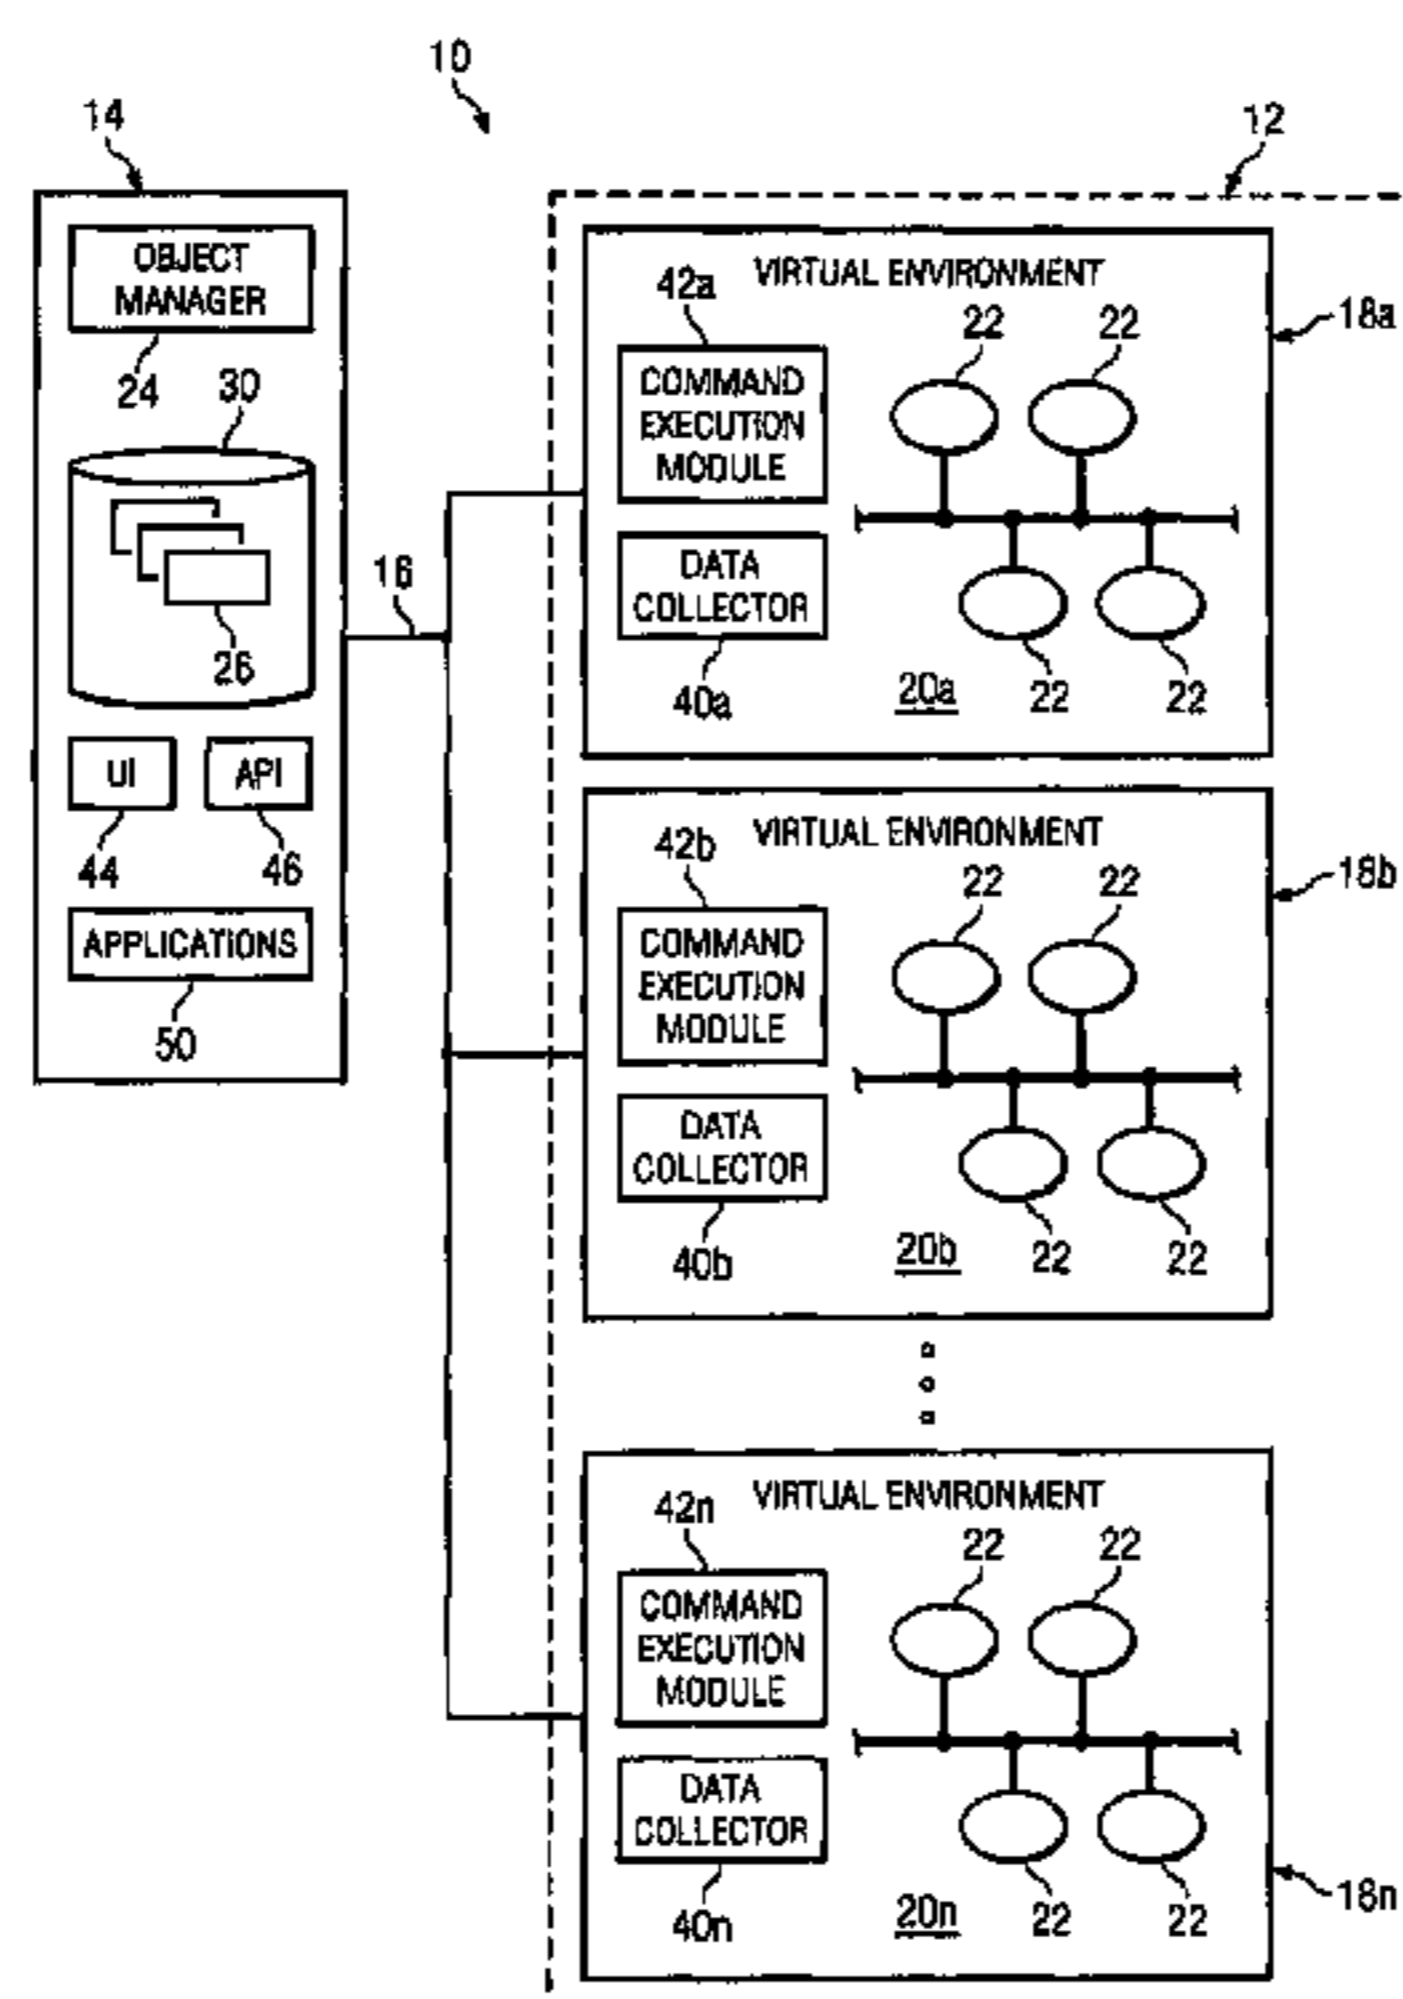 10
14
12
OBJECT
MANAGER
24
30
26
16
UI
API
44
46
APPLICATIONS
50
VIRTUAL ENVIRONMENT
42a
22
22
18a
COMMAND
EXECUTION
MODULE
DATA
COLLECTOR
40a
20a
22
22
VIRTUAL ENVIRONMENT
42b
22
22
18b
COMMAND
EXECUTION
MODULE
DATA
COLLECTOR
40b
20b
22
22
VIRTUAL ENVIRONMENT
42n
22
22
COMMAND
EXECUTION
MODULE
DATA
COLLECTOR
40n
20n
22
22
18n